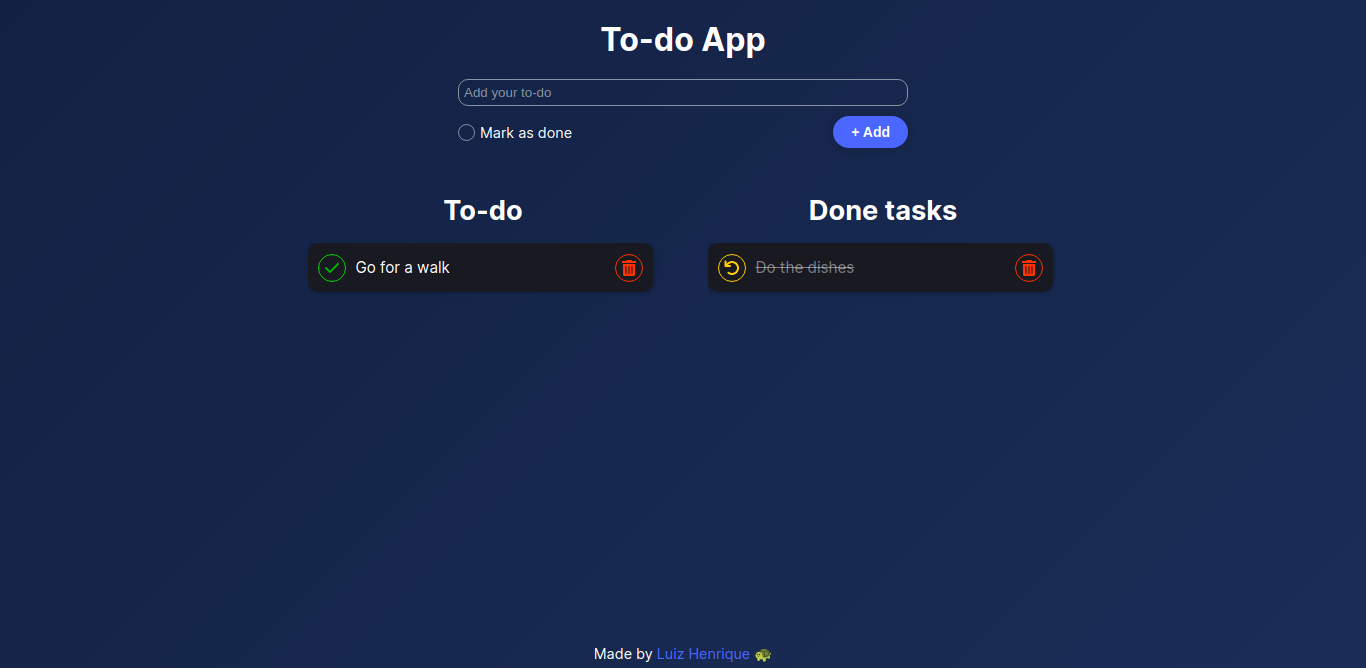 To-do App
Add your to-do
Mark as done
+ Add
To-do
Go for a walk
Done tasks
Do the dishes
Made by Luiz Henrique 🐢